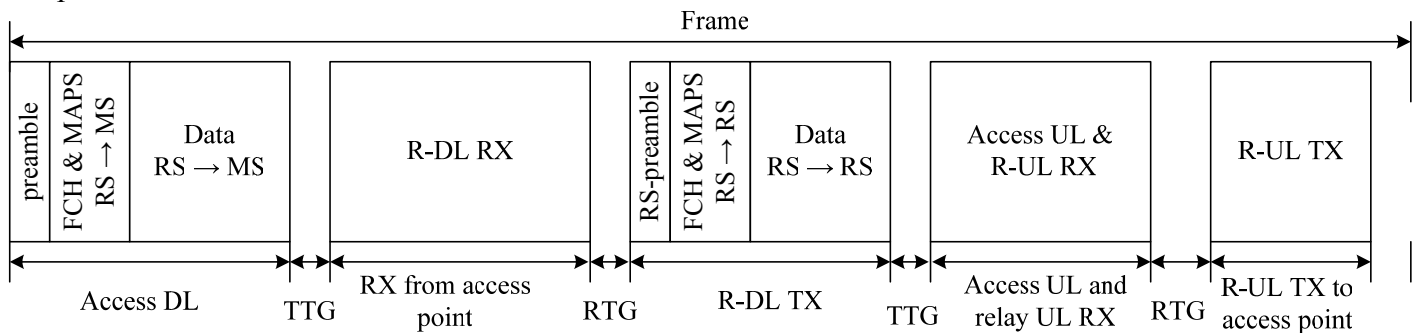 Frame
preamble
FCH & MAPS
RS → MS
Data
RS → MS
R-DL RX
RS-preamble
FCH & MAPS
RS → RS
Data
RS → RS
Access UL &
R-UL RX
R-UL TX
Access DL
TTG
RX from access
point
RTG
R-DL TX
TTG
Access UL and
relay UL RX
RTG
R-UL TX to
access point